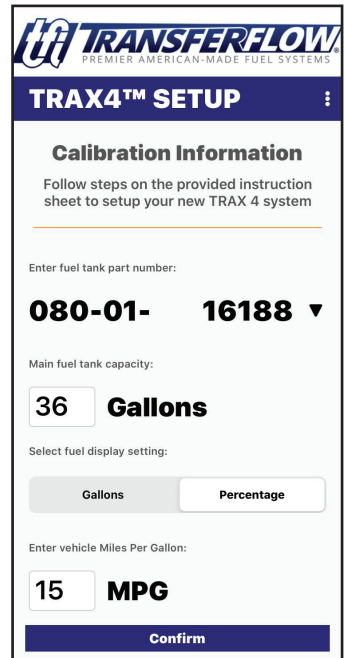 tfi TRANSFERFLOW®
PREMIER AMERICAN-MADE FUEL SYSTEMS
TRAX4™ SETUP
Calibration Information
Follow steps on the provided instruction
sheet to setup your new TRAX 4 system
Enter fuel tank part number:
080-01- 16188 ▼
Main fuel tank capacity:
36 Gallons
Select fuel display setting:
Gallons Percentage
Enter vehicle Miles Per Gallon:
15 MPG
Confirm